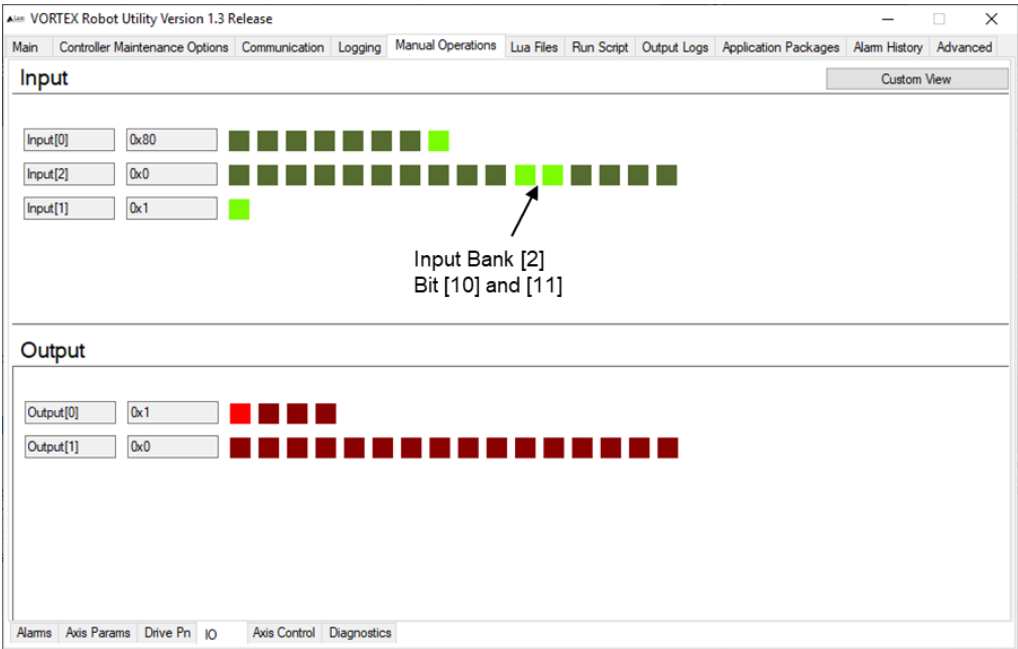 VORTEX Robot Utility Version 1.3 Release
Main Controller Maintenance Options Communication Logging Manual Operations Lua Files Run Script Output Logs Application Packages Alarm History Advanced
Input
Custom View
Input[0] 0x80
Input[2] 0x0
Input[1] 0x1
Input Bank [2]
Bit [10] and [11]
Output
Output[0] 0x1
Output[1] 0x0
Alarms Axis Params Drive Pn IO Axis Control Diagnostics